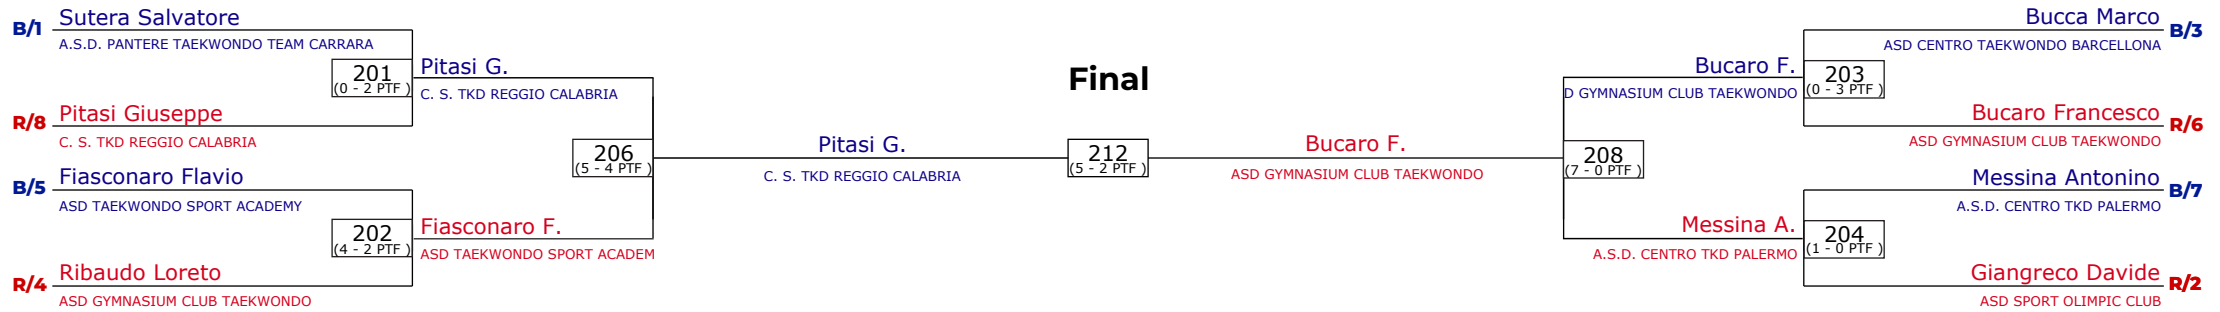 B/1 Sutera Salvatore
A.S.D. PANTERE TAEKWONDO TEAM CARRARA
201
(0 - 2 PTF )
R/8 Pitasi Giuseppe
C. S. TKD REGGIO CALABRIA
B/5 Fiasconaro Flavio
ASD TAEKWONDO SPORT ACADEMY
202
(4 - 2 PTF )
R/4 Ribaudo Loreto
ASD GYMNASIUM CLUB TAEKWONDO
Pitasi G.
C. S. TKD REGGIO CALABRIA
206
(5 - 4 PTF )
Fiasconaro F.
ASD TAEKWONDO SPORT ACADEM
Final
Pitasi G.
C. S. TKD REGGIO CALABRIA
212
(5 - 2 PTF )
Bucaro F.
ASD GYMNASIUM CLUB TAEKWONDO
Bucaro F.
D GYMNASIUM CLUB TAEKWONDO
208
(7 - 0 PTF )
Messina A.
A.S.D. CENTRO TKD PALERMO
Bucca Marco B/3
ASD CENTRO TAEKWONDO BARCELLONA
203
(0 - 3 PTF )
Bucaro Francesco R/6
ASD GYMNASIUM CLUB TAEKWONDO
Messina Antonino B/7
A.S.D. CENTRO TKD PALERMO
204
(1 - 0 PTF )
Giangreco Davide R/2
ASD SPORT OLIMPIC CLUB